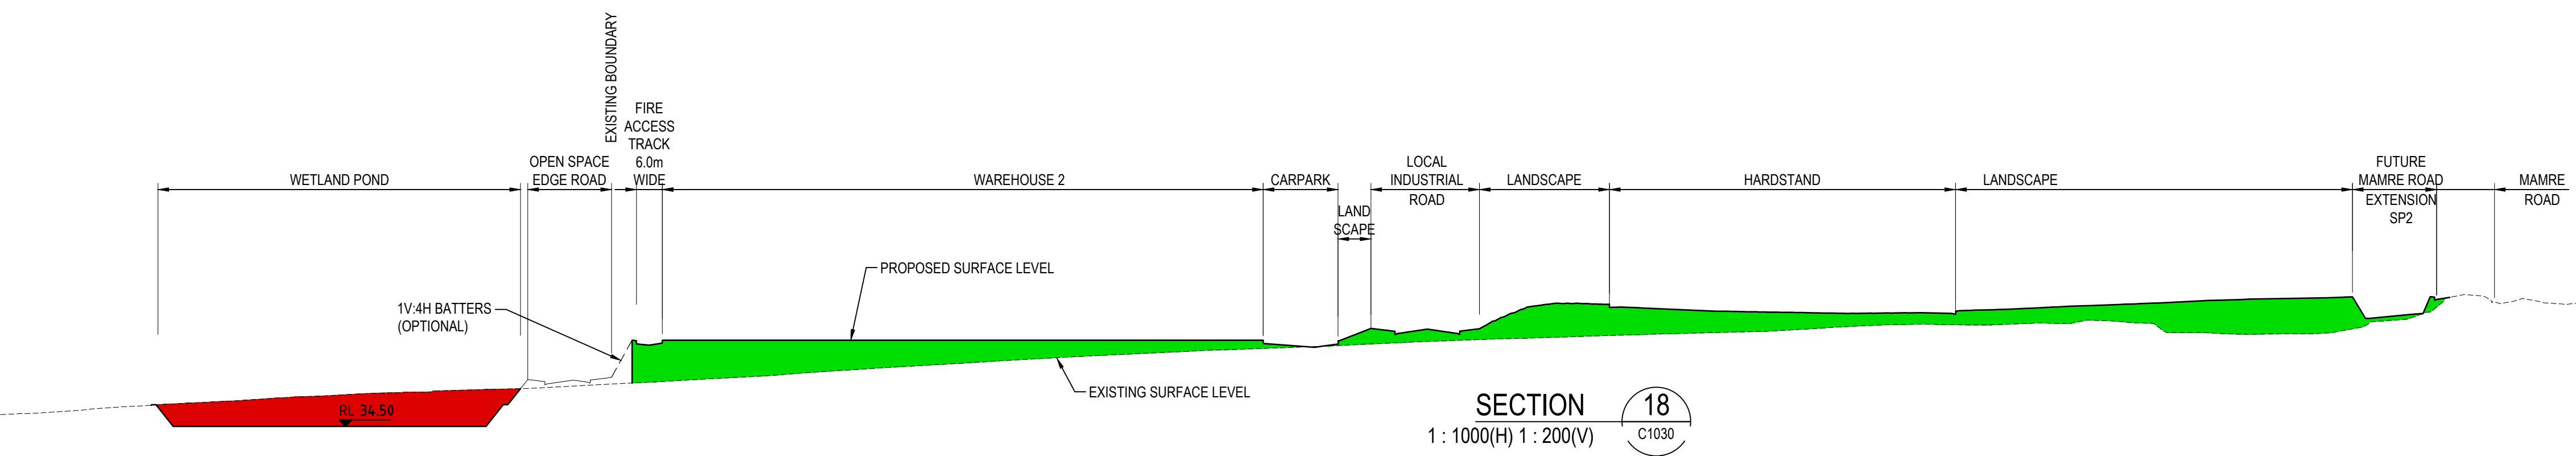 EXISTING BOUNDARY
FIRE
ACCESS
TRACK
6.0m
WIDE
WETLAND POND
OPEN SPACE
EDGE ROAD
WAREHOUSE 2
CARPARK
LAND
SCAPE
LOCAL
INDUSTRIAL
ROAD
LANDSCAPE
HARDSTAND
LANDSCAPE
FUTURE
MAMRE ROAD
EXTENSION
SP2
MAMRE
ROAD
PROPOSED SURFACE LEVEL
1V:4H BATTERS
(OPTIONAL)
EXISTING SURFACE LEVEL
RL 34.50
SECTION
18
1 : 1000(H) 1 : 200(V)
C1030